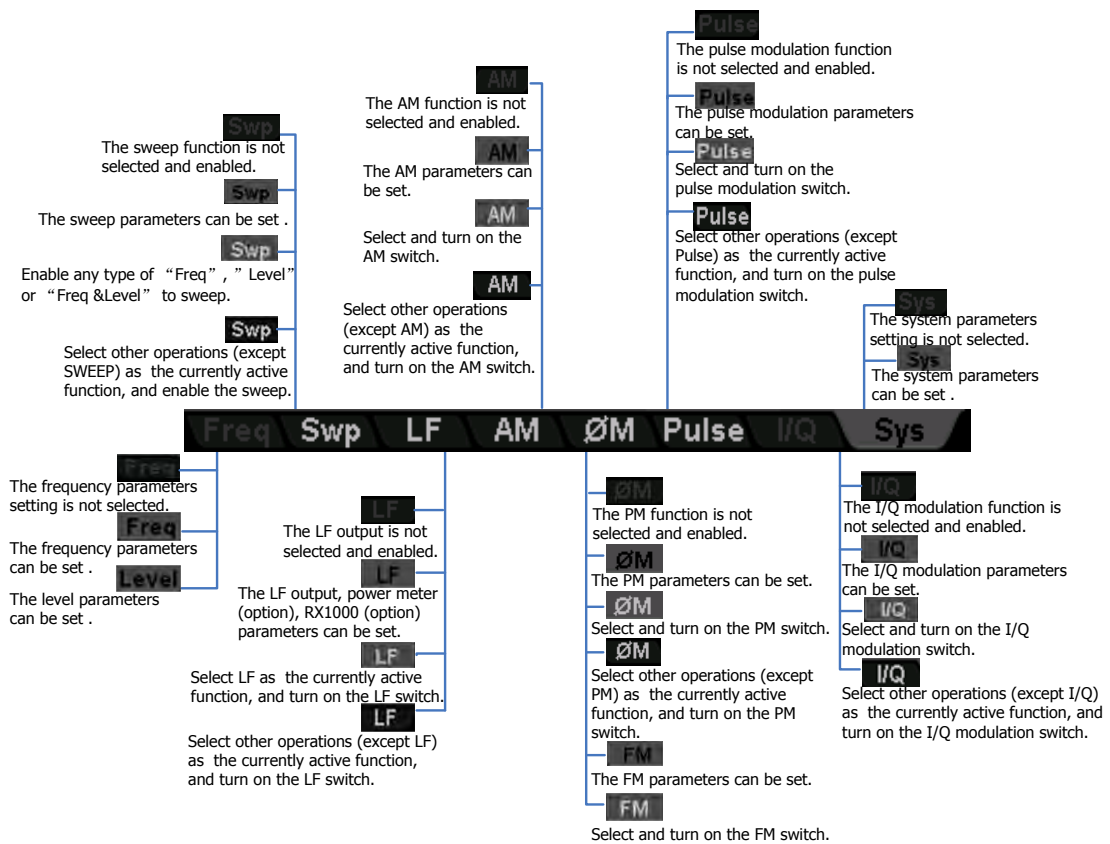 Pulse
The pulse modulation function
is not selected and enabled.
Pulse
The pulse modulation parameters
can be set.
Pulse
Select and turn on the
pulse modulation switch.
Pulse
Select other operations (except
Pulse) as the currently active
function, and turn on the pulse
modulation switch.
AM
The AM function is not
selected and enabled.
AM
The AM parameters can
be set.
AM
Select and turn on the
AM switch.
AM
Select other operations
(except AM) as the
currently active function,
and turn on the AM switch.
Swp
The sweep function is not
selected and enabled.
Swp
The sweep parameters can be set .
Swp
Enable any type of “Freq” , ” Level”
or “Freq &Level” to sweep.
Swp
Select other operations (except
SWEEP) as the currently active
function, and enable the sweep.
Sys
The system parameters
setting is not selected.
Sys
The system parameters
can be set .
Freq Swp LF AM ØM Pulse I/Q Sys
Freq
The frequency parameters
setting is not selected.
Freq
The frequency parameters
can be set .
Level
The level parameters
can be set .
LF
The LF output is not
selected and enabled.
LF
The LF output, power meter
(option), RX1000 (option)
parameters can be set.
LF
Select LF as the currently active
function, and turn on the LF switch.
LF
Select other operations (except LF)
as the currently active function,
and turn on the LF switch.
ØM
The PM function is not
selected and enabled.
ØM
The PM parameters can be set.
ØM
Select and turn on the PM switch.
ØM
Select other operations (except
PM) as the currently active
function, and turn on the PM
switch.
FM
The FM parameters can be set.
FM
Select and turn on the FM switch.
I/Q
The I/Q modulation function is
not selected and enabled.
I/Q
The I/Q modulation parameters
can be set.
I/Q
Select and turn on the I/Q
modulation switch.
I/Q
Select other operations (except I/Q)
as the currently active function, and
turn on the I/Q modulation switch.